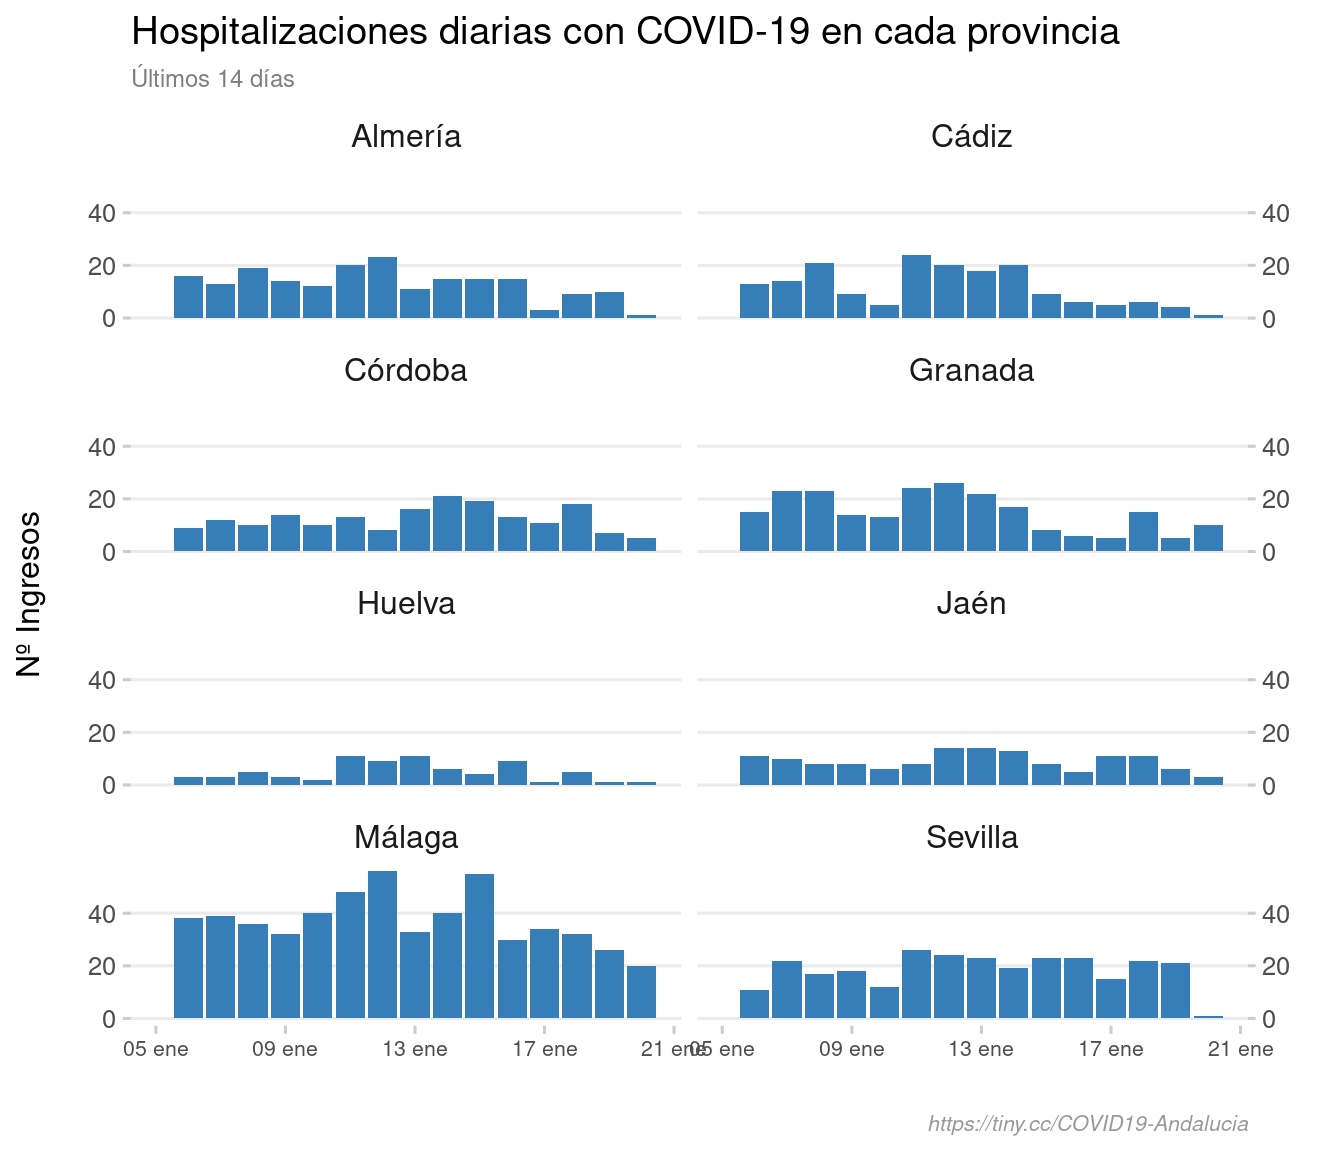 Hospitalizaciones diarias con COVID-19 en cada provincia
Últimos 14 días
Almería
Cádiz
40
20
0
40
20
0
Córdoba
Granada
40
20
0
40
20
0
Nº Ingresos
Huelva
Jaén
40
20
0
40
20
0
Málaga
Sevilla
40
20
0
40
20
0
05 ene 09 ene 13 ene 17 ene 21 ene
05 ene 09 ene 13 ene 17 ene 21 ene
https://tiny.cc/COVID19-Andalucia